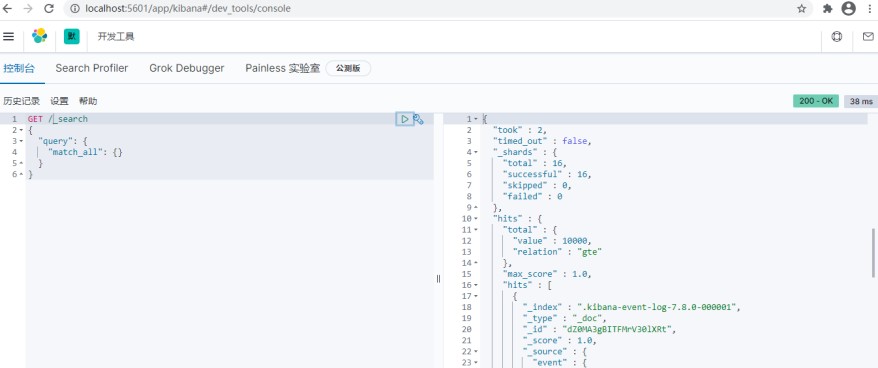 localhost:5601/app/kibana#/dev_tools/console
默 开发工具
控制台 Search Profiler Grok Debugger Painless 实验室 公测版
历史记录 设置 帮助
200 - OK 38 ms
1 GET /_search
2 {
3 "query": {
4 "match_all": {}
5 }
6 }
1 {
2 "took" : 2,
3 "timed_out" : false,
4 "_shards" : {
5 "total" : 16,
6 "successful" : 16,
7 "skipped" : 0,
8 "failed" : 0
9 },
10 "hits" : {
11 "total" : {
12 "value" : 10000,
13 "relation" : "gte"
14 },
15 "max_score" : 1.0,
16 "hits" : [
17 {
18 "_index" : ".kibana-event-log-7.8.0-000001",
19 "_type" : "_doc",
20 "_id" : "dZ0MA3gBITFMrV30lXRt",
21 "_score" : 1.0,
22 "_source" : {
23 "event" : {